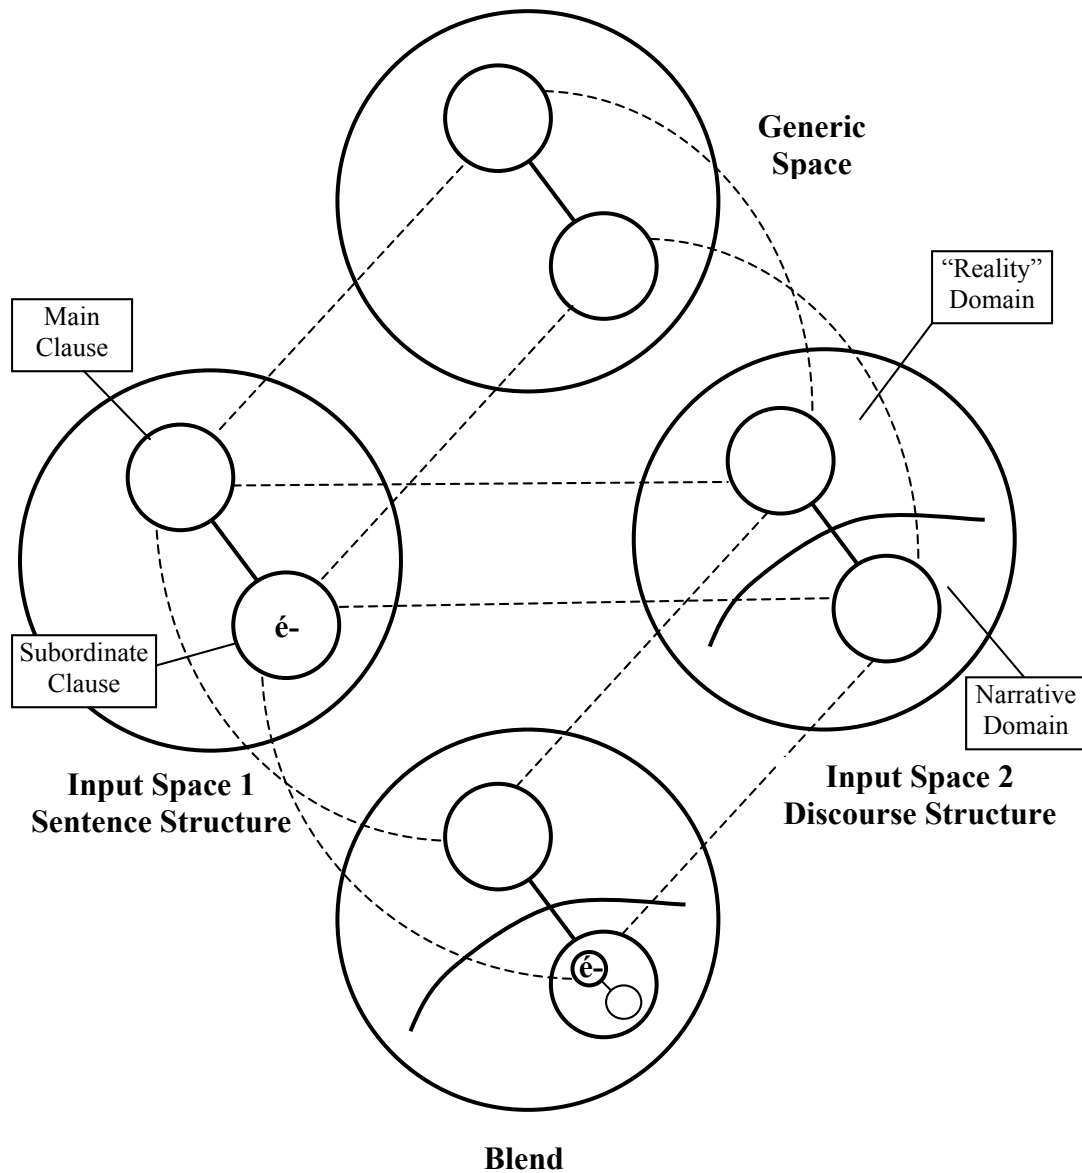 Generic
Space
“Reality”
Domain
Main
Clause
é-
Subordinate
Clause
Narrative
Domain
Input Space 1
Sentence Structure
Input Space 2
Discourse Structure
é-
Blend